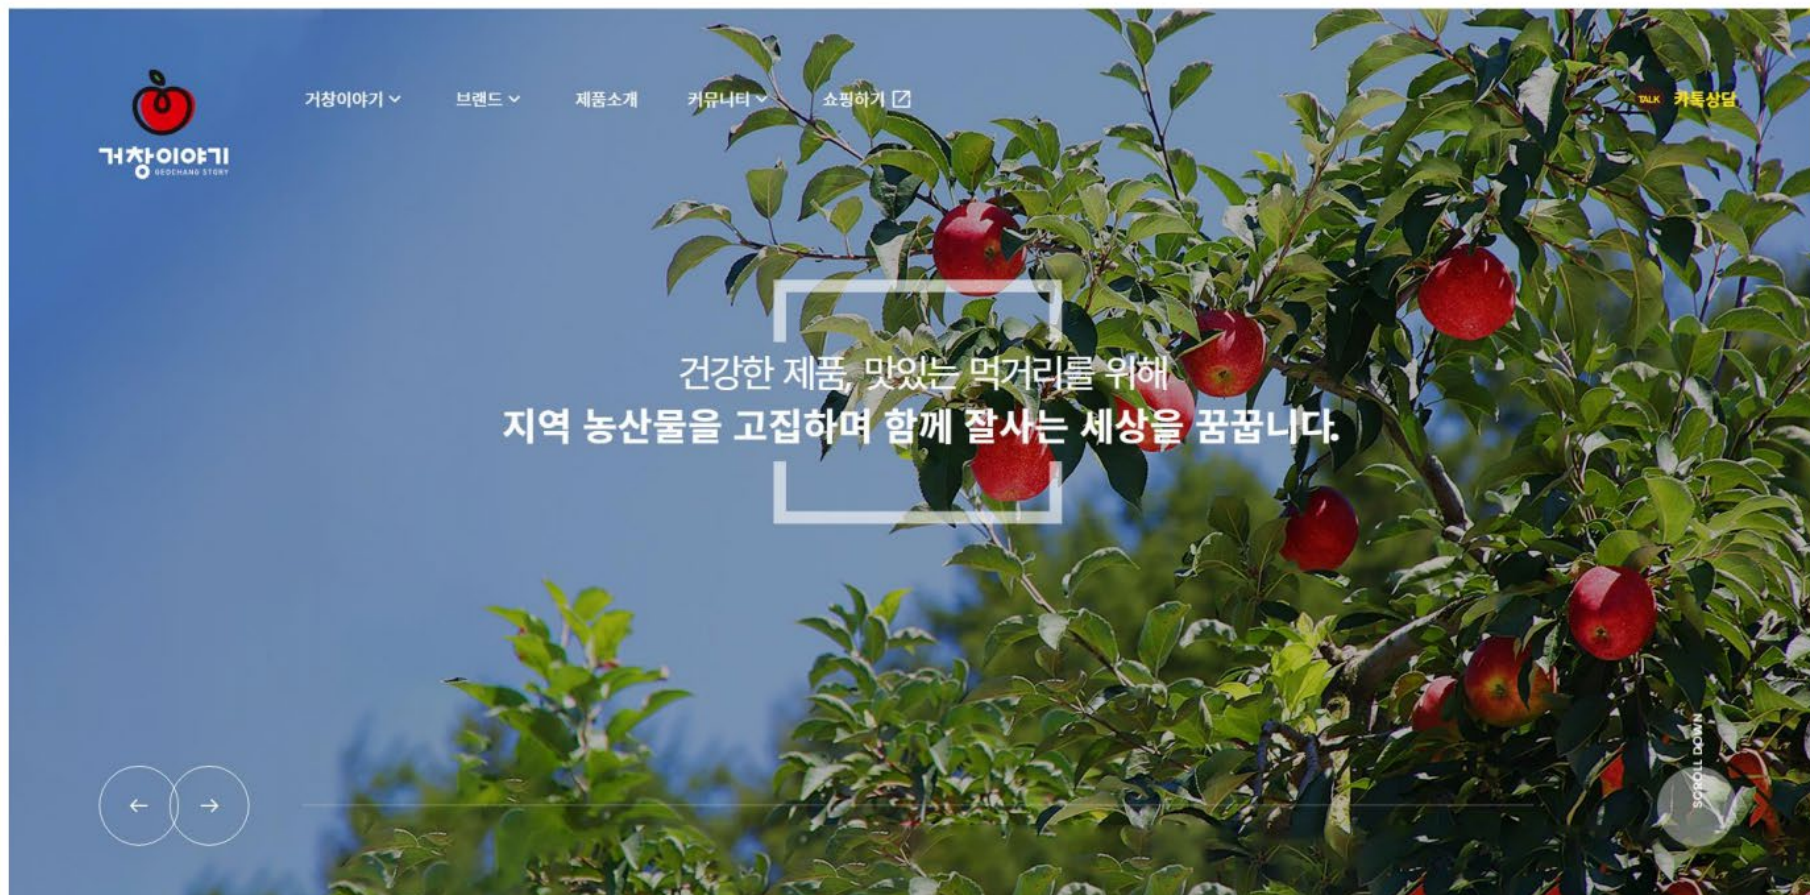 거창이야기
GEOCHANG STORY
거창이야기
브랜드
제품소개
커뮤니티
쇼핑하기
TALK 카톡상담
건강한 제품, 맛있는 먹거리를 위해
지역 농산물을 고집하며 함께 잘사는 세상을 꿈꿉니다.
SCROLL DOWN